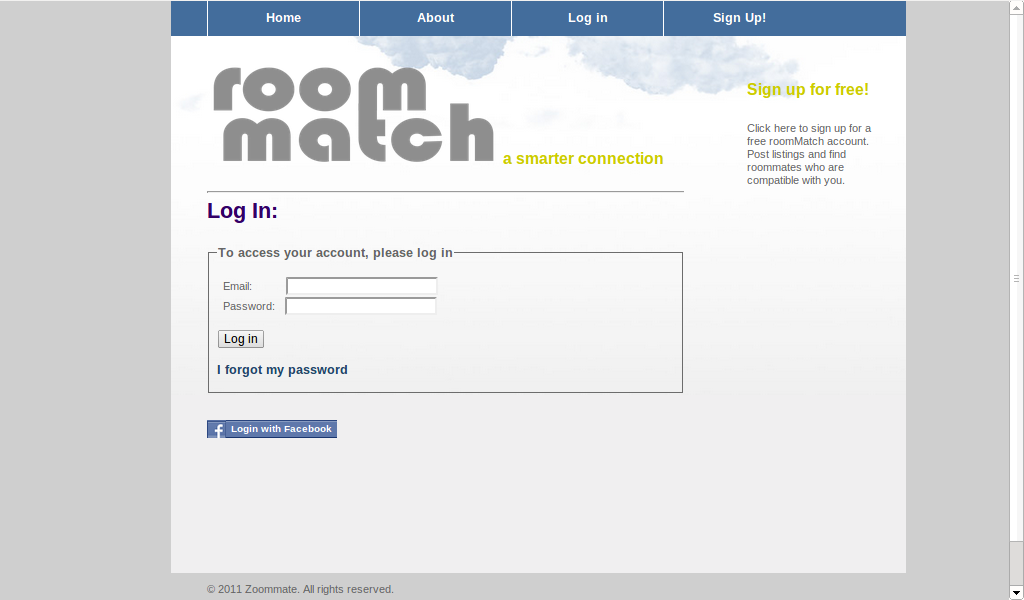 Home About Log in Sign Up!
room
match a smarter connection
Sign up for free!
Click here to sign up for a
free roomMatch account.
Post listings and find
roommates who are
compatible with you.
Log In:
To access your account, please log in
Email:
Password:
Log in
I forgot my password
f Login with Facebook
© 2011 Zoommate. All rights reserved.